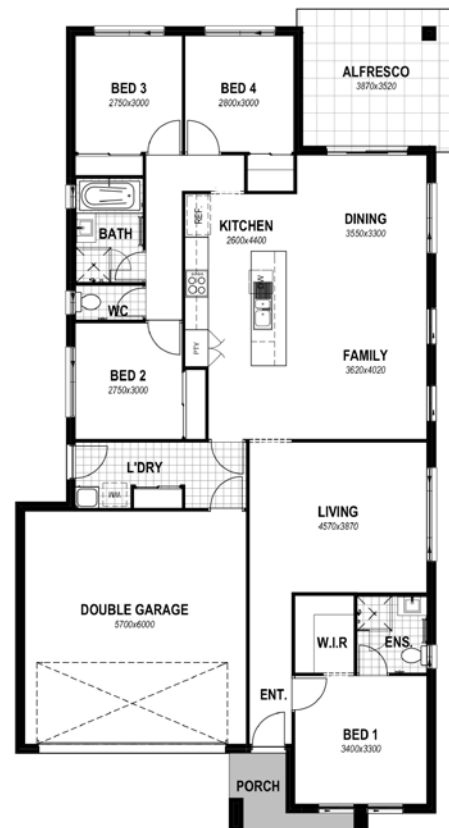 ALFRESCO
3870x3520
BED 3
2750x3000
BED 4
2800x3000
REF.
KITCHEN
2600x4400
DINING
3550x3300
BATH
WC
DW
PTY
FAMILY
3620x4020
BED 2
2750x3000
L'DRY
WM
LIVING
4570x3870
DOUBLE GARAGE
5700x6000
W.I.R
ENS.
ENT.
BED 1
3400x3300
PORCH